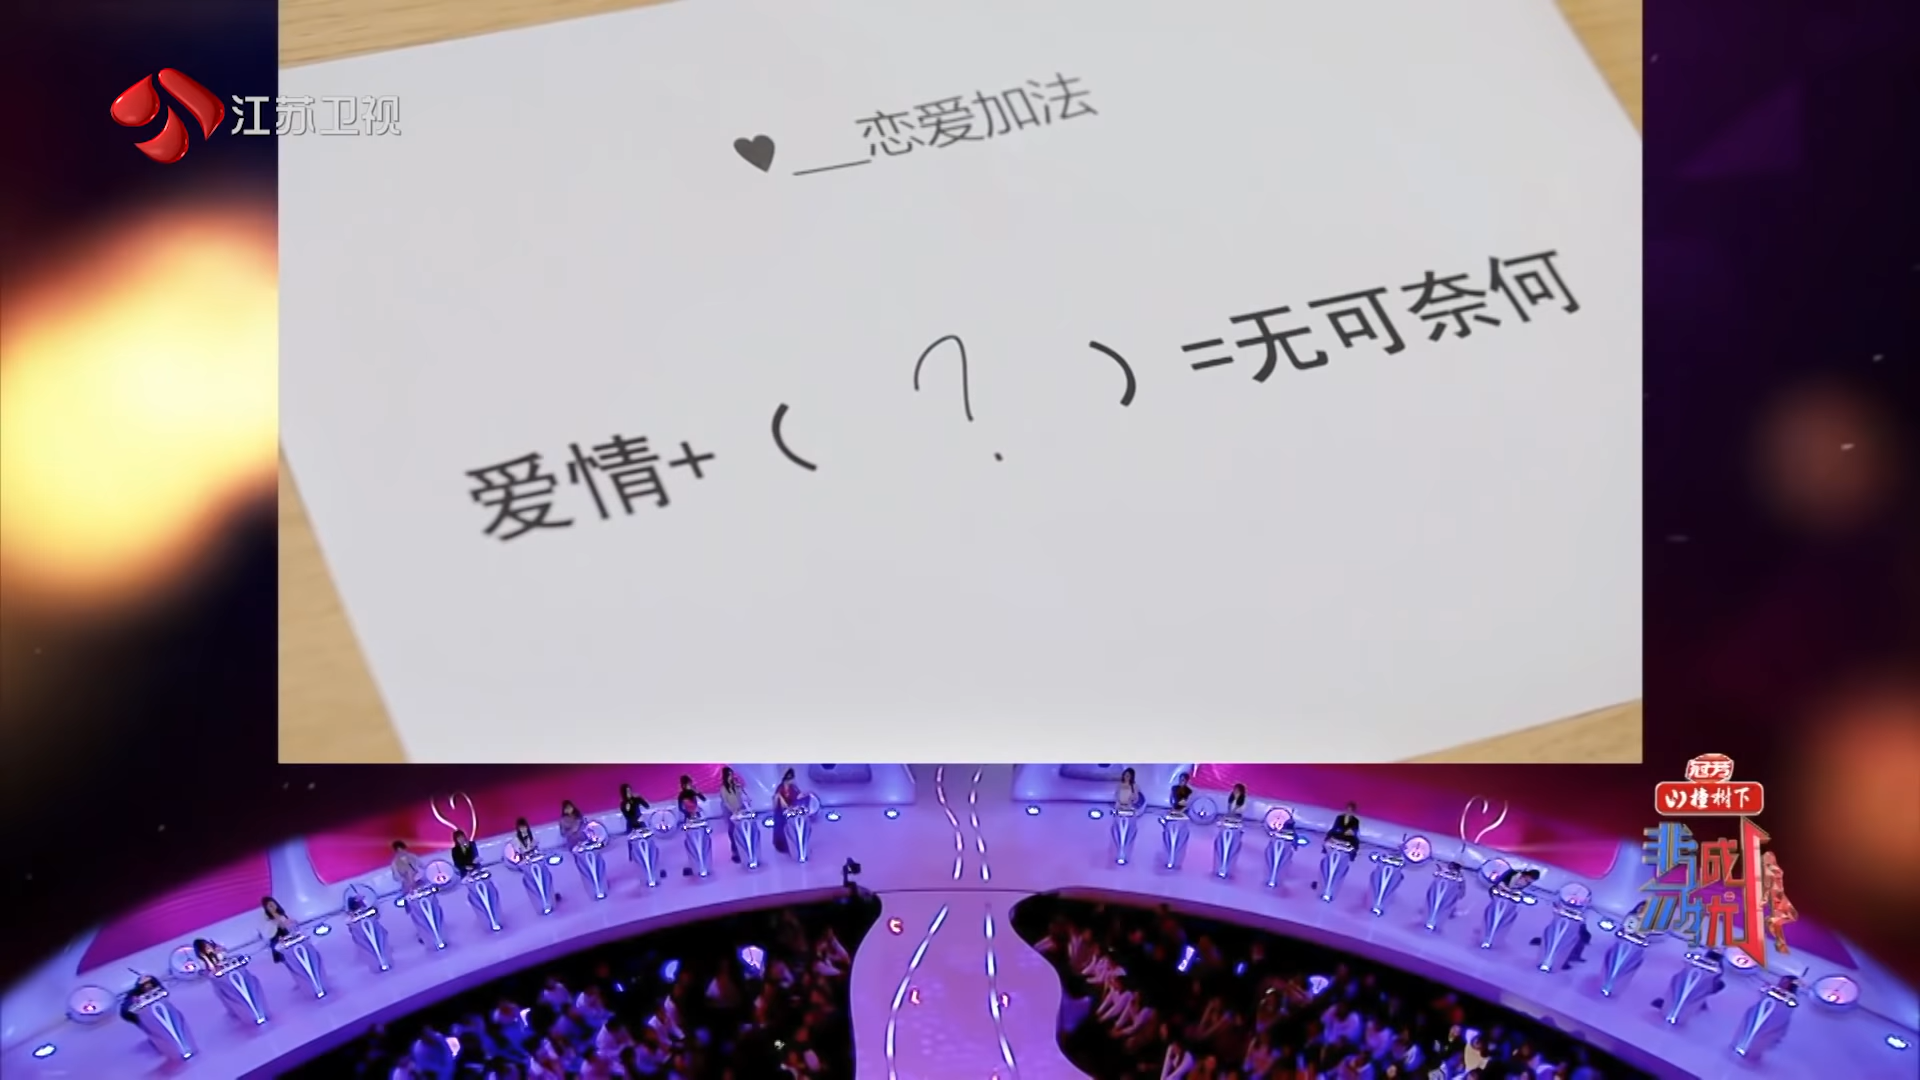 江苏卫视
♥__恋爱加法
爱情+（ ? ）=无可奈何
冠芳
山楂树下
非诚勿扰